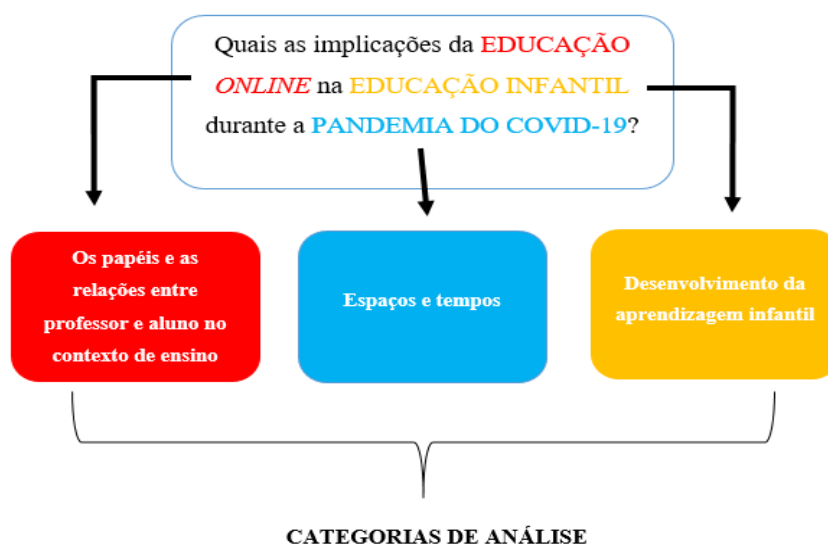 Quais as implicações da EDUCAÇÃO
ONLINE na EDUCAÇÃO INFANTIL
durante a PANDEMIA DO COVID-19?
Os papéis e as
relações entre
professor e aluno no
contexto de ensino
Espaços e tempos
Desenvolvimento da
aprendizagem infantil
CATEGORIAS DE ANÁLISE